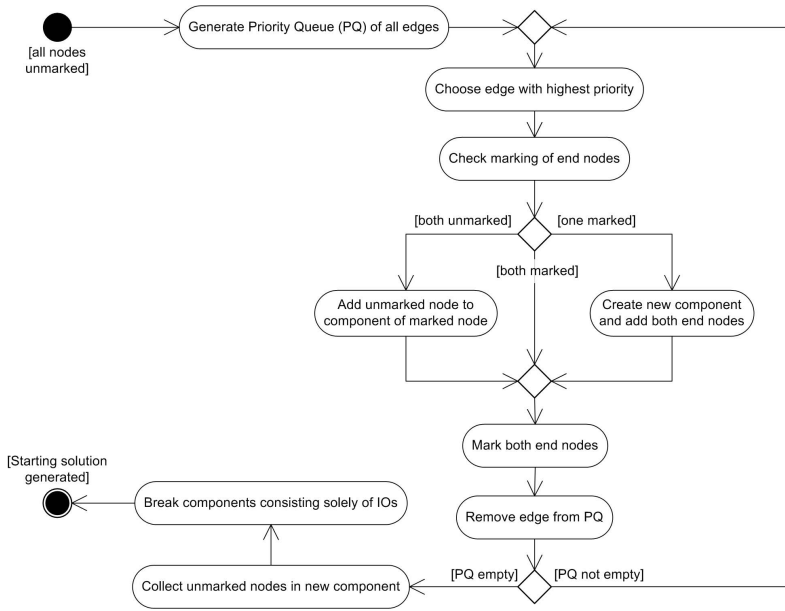 Generate Priority Queue (PQ) of all edges
[all nodes
unmarked]
Choose edge with highest priority
Check marking of end nodes
[both unmarked]
[one marked]
[both marked]
Add unmarked node to
component of marked node
Create new component
and add both end nodes
Mark both end nodes
[Starting solution
generated]
Break components consisting solely of IOs
Remove edge from PQ
[PQ empty]
[PQ not empty]
Collect unmarked nodes in new component